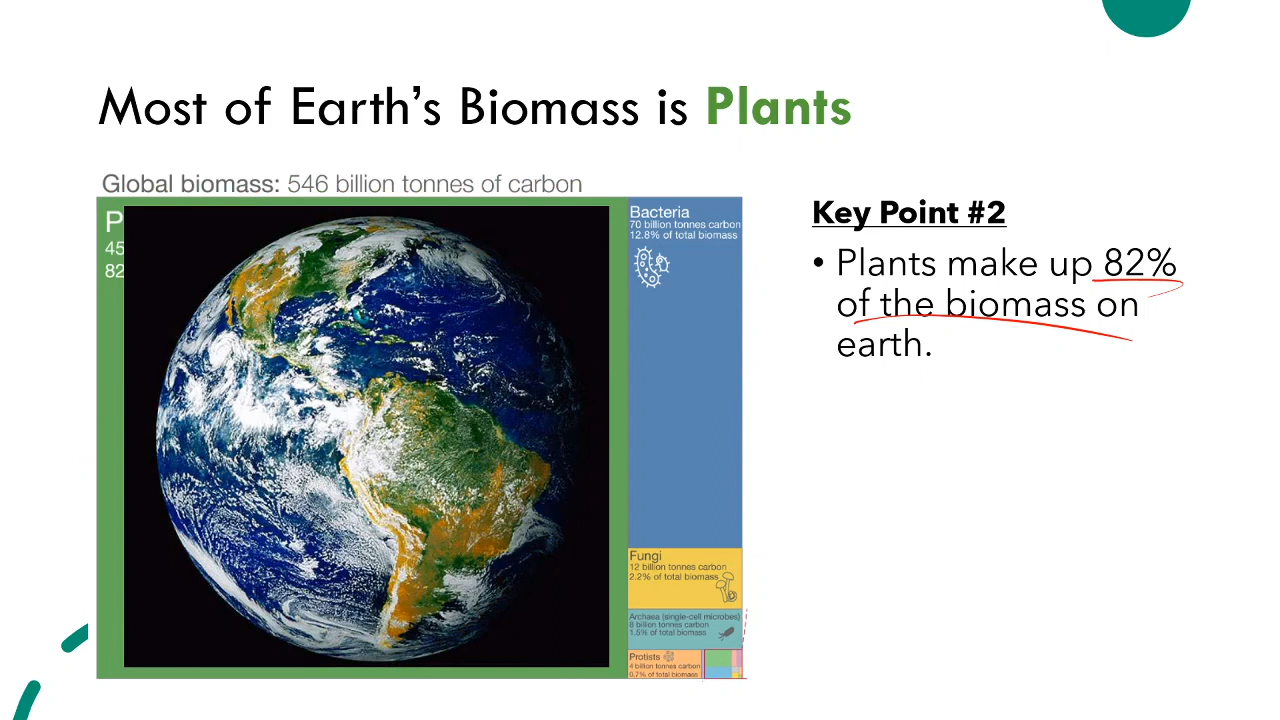 Most of Earth’s Biomass is Plants
Global biomass: 546 billion tonnes of carbon
P
45
82
Bacteria
70 billion tonnes carbon
12.8% of total biomass
Fungi
12 billion tonnes carbon
2.2% of total biomass
Archaea (single-cell microbes)
8 billion tonnes carbon
1.5% of total biomass
Protists
4 billion tonnes carbon
0.7% of total biomass
Key Point #2
• Plants make up 82%
of the biomass on
earth.